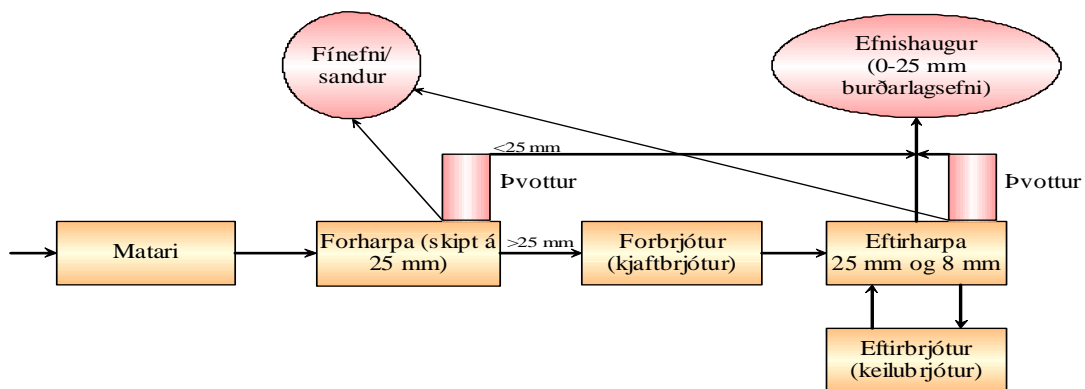 Fínefni/
sandur
Efnishaugur
(0-25 mm
burðarlagsefni)
<25 mm
Þvottur
Þvottur
Matari
Forharpa (skipt á
25 mm)
>25 mm
Forbrjótur
(kjaftbrjótur)
Eftirharpa
25 mm og 8 mm
Eftirbrjótur
(keilubrjótur)